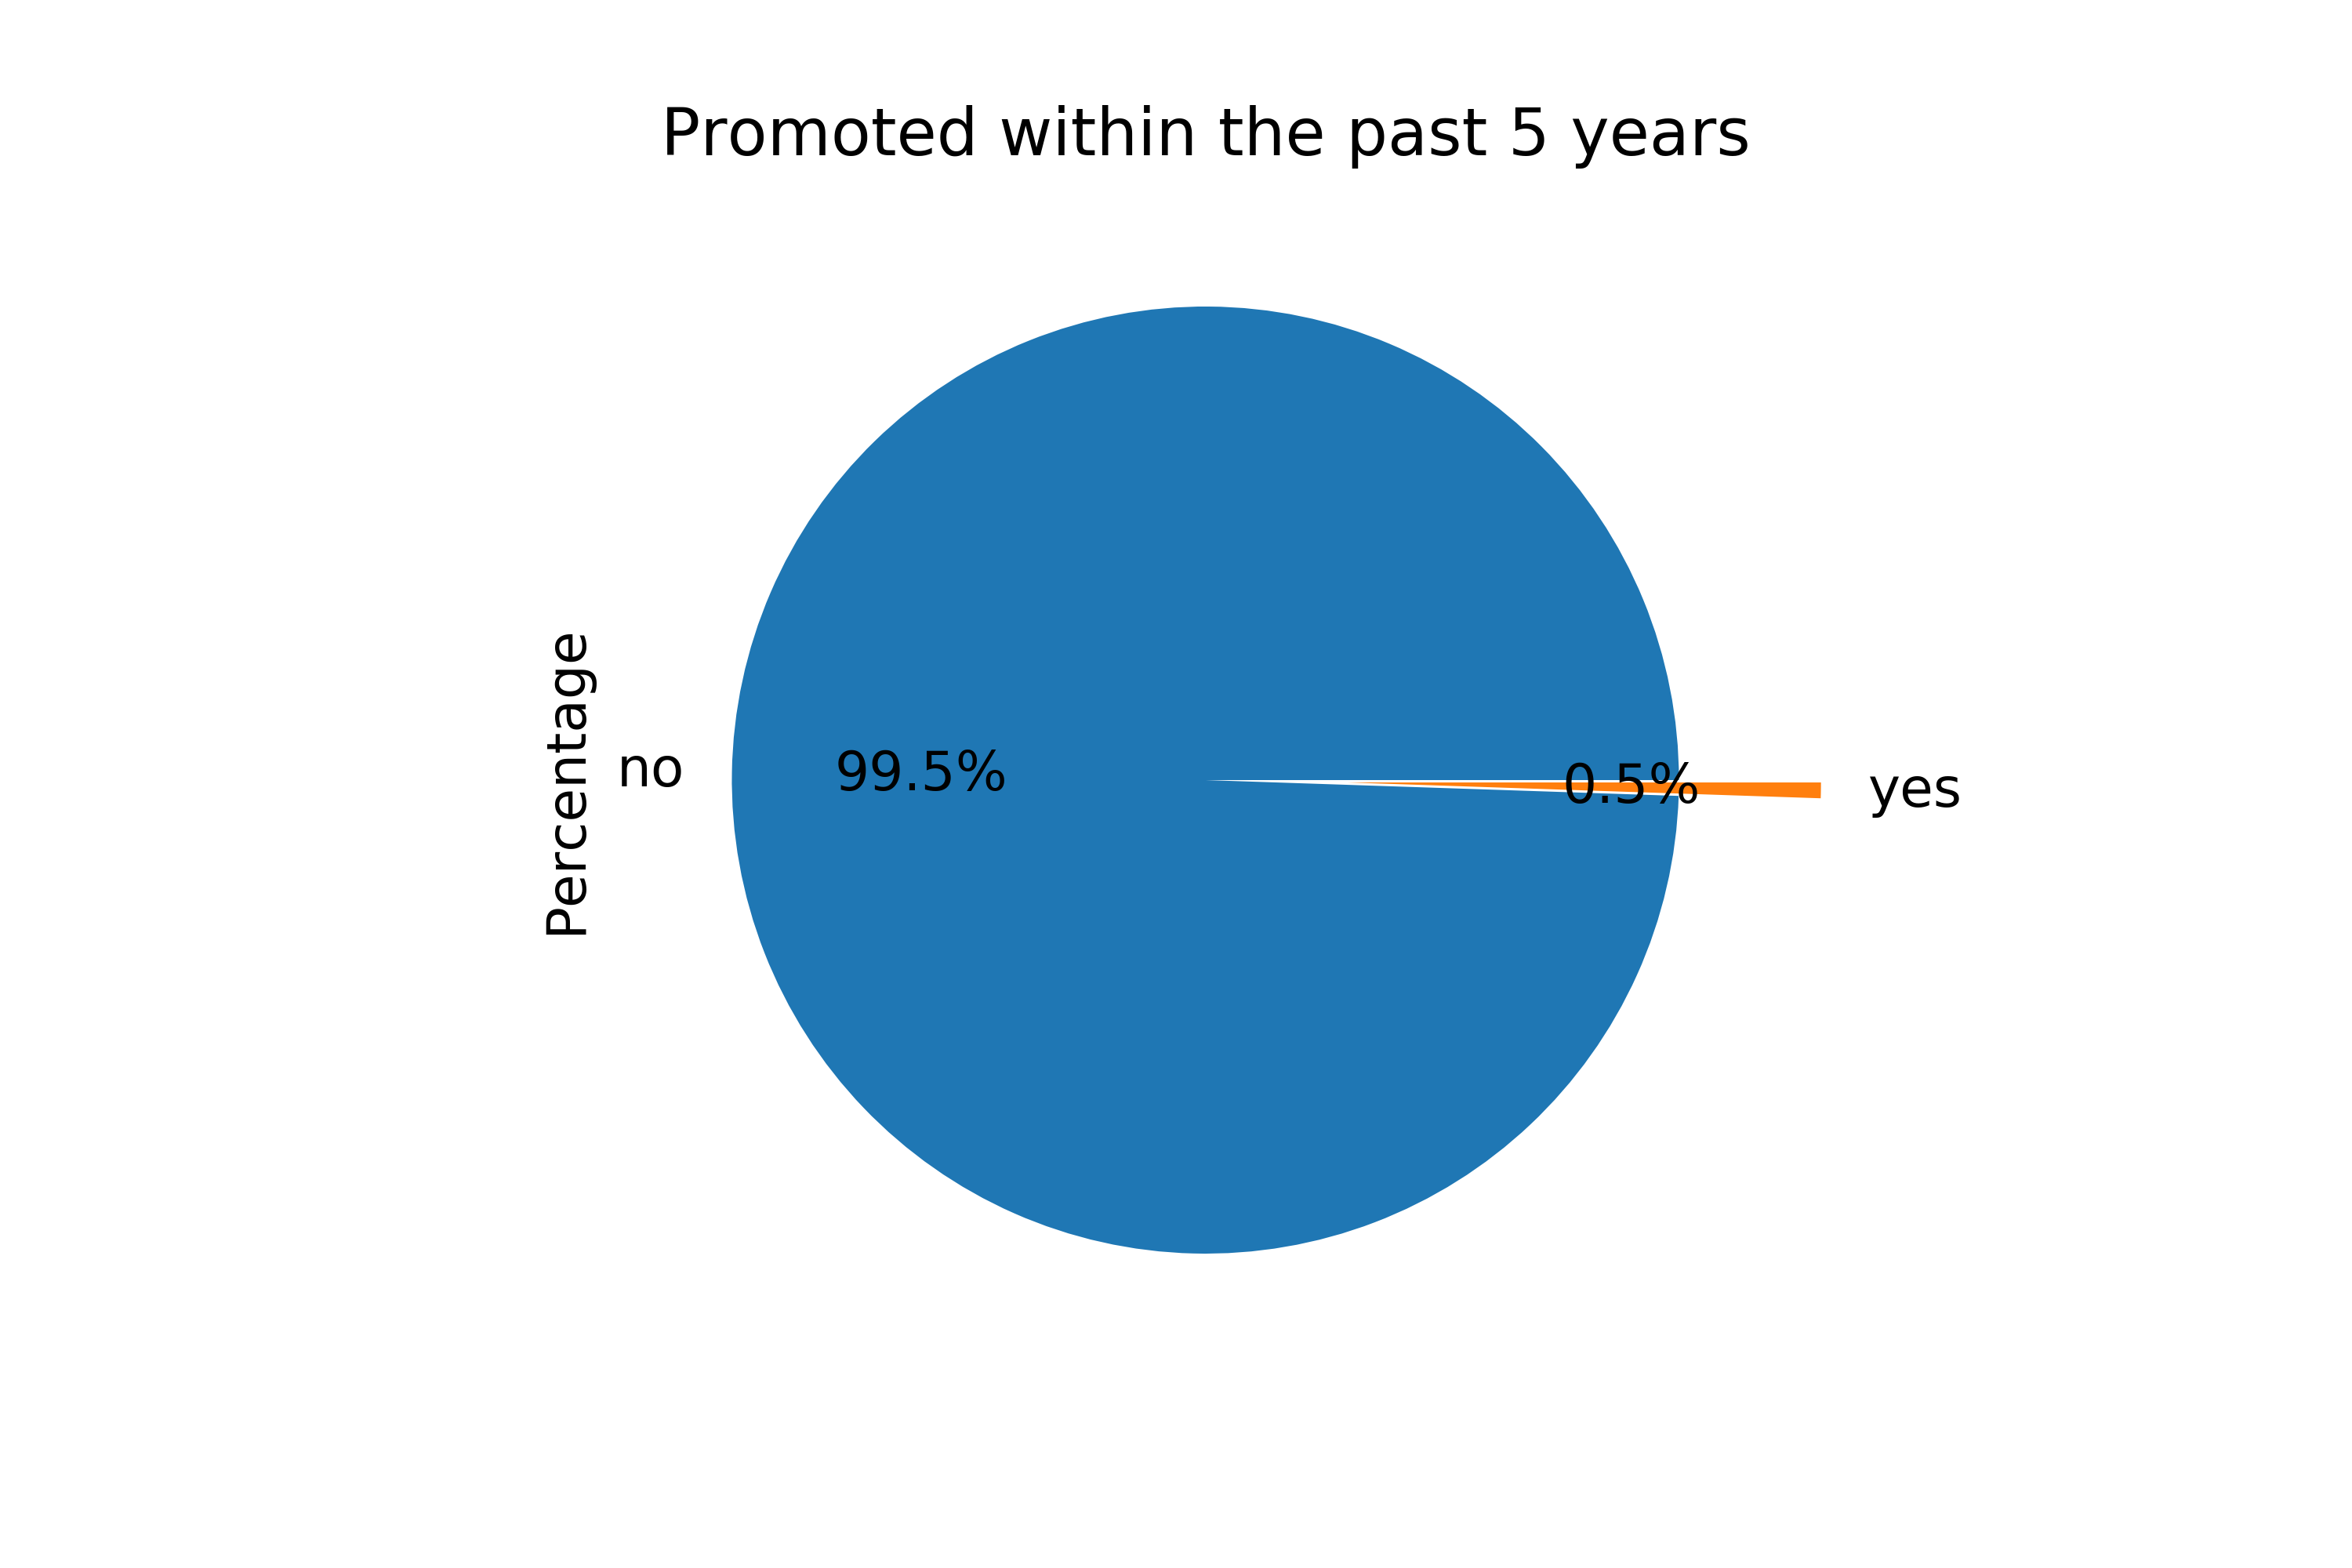 Promoted within the past 5 years
Percentage
no
99.5%
0.5%
yes